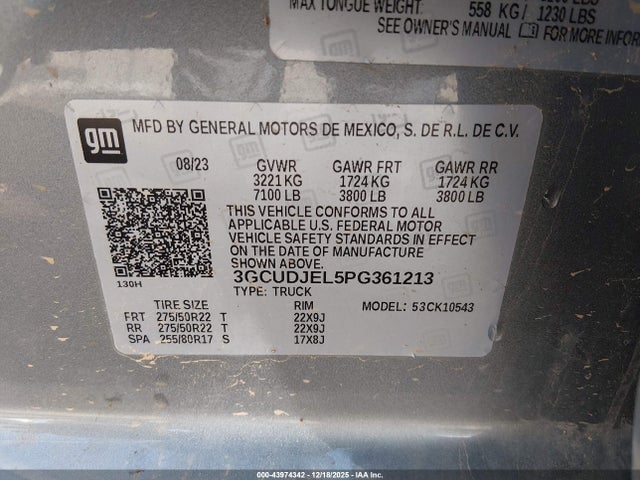 MAX TONGUE WEIGHT: 558 KG / 1230 LBS
SEE OWNER'S MANUAL FOR MORE INFOR
gm
MFD BY GENERAL MOTORS DE MEXICO, S. DE R.L. DE C.V.
08/23 GVWR GAWR FRT GAWR RR
3221 KG 1724 KG 1724 KG
7100 LB 3800 LB 3800 LB
THIS VEHICLE CONFORMS TO ALL
APPLICABLE U.S. FEDERAL MOTOR
VEHICLE SAFETY STANDARDS IN EFFECT
ON THE DATE OF MANUFACTURE
SHOWN ABOVE.
130H 3GCUDJEL5PG361213
TYPE: TRUCK
TIRE SIZE RIM MODEL: 53CK10543
FRT 275/50R22 T 22X9J
RR 275/50R22 T 22X9J
SPA 255/80R17 S 17X8J
000-43974342 - 12/18/2025 - IAA Inc.